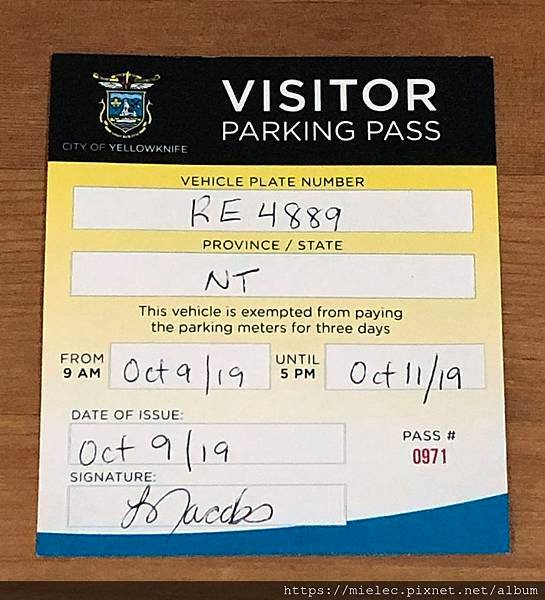 VISITOR
PARKING PASS
CITY OF YELLOWKNIFE
VEHICLE PLATE NUMBER
RE 4889
PROVINCE / STATE
NT
This vehicle is exempted from paying
the parking meters for three days
FROM
9 AM
Oct 9/19
UNTIL
5 PM
Oct 11/19
DATE OF ISSUE:
Oct 9/19
PASS #
0971
SIGNATURE:
Jacobs
https://mielec.pixnet.net/album